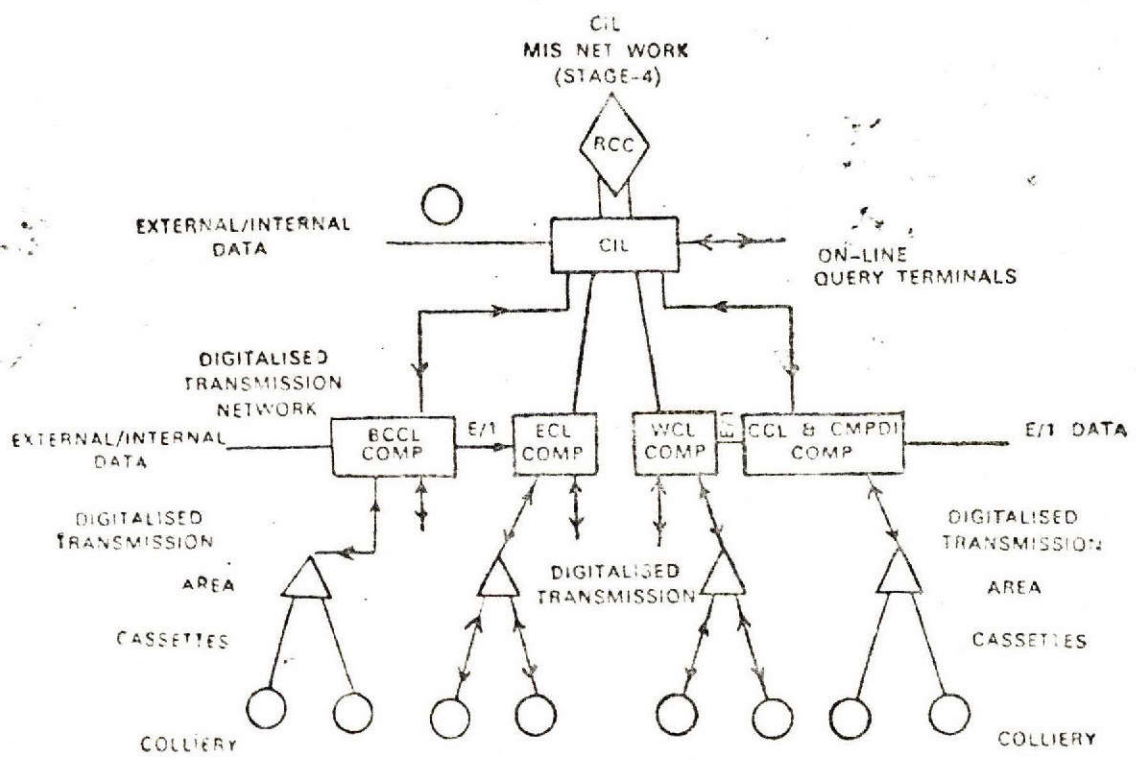 CIL
MIS NET WORK
(STAGE-4)
RCC
EXTERNAL/INTERNAL
DATA
CIL
ON-LINE
QUERY TERMINALS
DIGITALISED
TRANSMISSION
NETWORK
EXTERNAL/INTERNAL
DATA
BCCL
COMP
E/1
ECL
COMP
WCL
COMP
E/1
CCL & CMPDI
COMP
E/1 DATA
DIGITALISED
TRANSMISSION
DIGITALISED
TRANSMISSION
DIGITALISED
TRANSMISSION
AREA
AREA
CASSETTES
CASSETTES
COLLIERY
COLLIERY